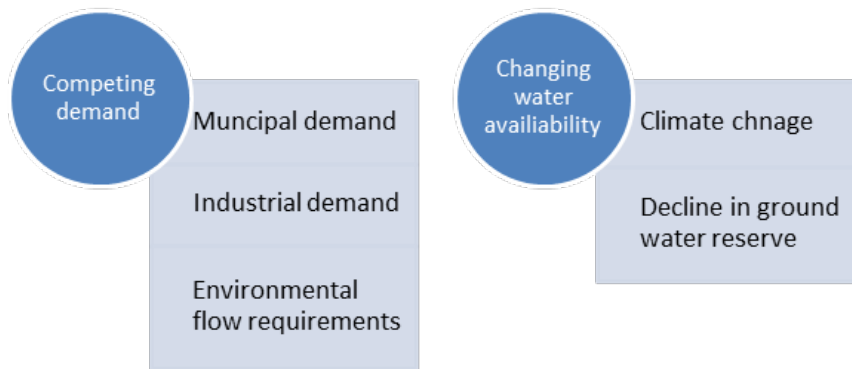 Competing
demand
Muncipal demand
Industrial demand
Environmental
flow requirements
Changing
water
availiability
Climate chnage
Decline in ground
water reserve